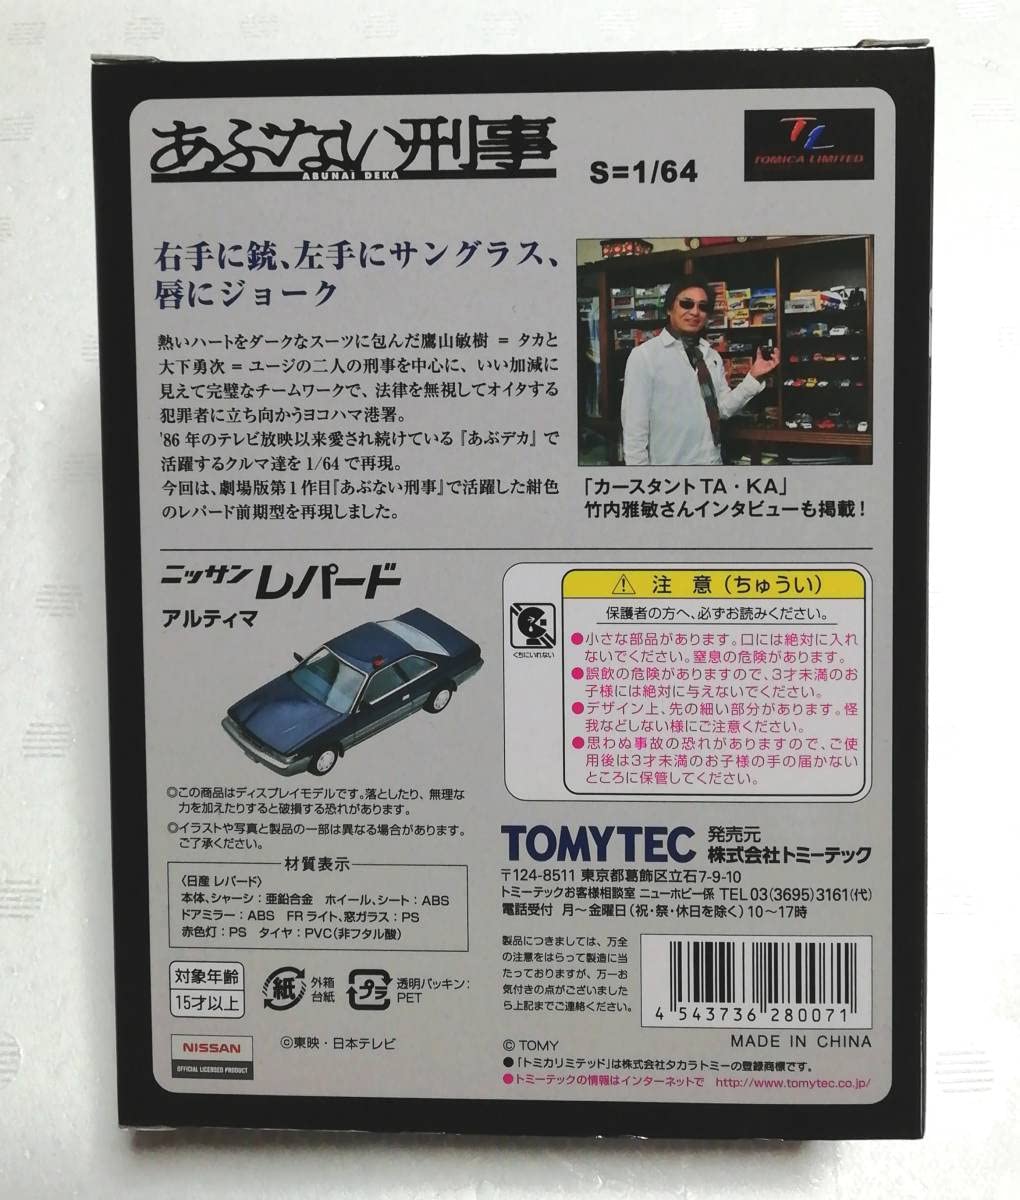 あぶない刑事
ABUNAI DEKA
S=1/64
TL
TOMICA LIMITED
右手に銃、左手にサングラス、
唇にジョーク
熱いハートをダークなスーツに包んだ鷹山敏樹 = タカと
大下勇次 = ユージの二人の刑事を中心に、いい加減に
見えて完璧なチームワークで、法律を無視してオイタする
犯罪者に立ち向かうヨコハマ港署。
'86年のテレビ放映以来愛され続けている『あぶデカ』で
活躍するクルマ達を1/64で再現。
今回は、劇場版第1作目『あぶない刑事』で活躍した紺色
のレパード前期型を再現しました。
「カースタントTA・KA」
竹内雅敏さんインタビューも掲載!
ニッサン レパード
アルティマ
◎この商品はディスプレイモデルです。落としたり、無理な
力を加えたりすると破損する恐れがあります。
◎イラストや写真と製品の一部は異なる場合があります。
ご了承ください。
材質表示
〈日産 レパード〉
本体、シャーシ:亜鉛合金 ホイール、シート:ABS
ドアミラー:ABS FRライト、窓ガラス:PS
赤色灯:PS タイヤ:PVC(非フタル酸)
対象年齢
15才以上
紙
外箱
台紙
プラ
透明パッキン:
PET
NISSAN
OFFICIAL LICENSED PRODUCT
©東映・日本テレビ
くちにいれない
注意(ちゅうい)
保護者の方へ、必ずお読みください。
●小さな部品があります。口には絶対に入れ
ないでください。窒息の危険があります。
●誤飲の危険がありますので、3才未満のお
子様には絶対に与えないでください。
●デザイン上、先の細い部分があります。怪
我などしない様にご注意ください。
●思わぬ事故の恐れがありますので、ご使
用後は3才未満のお子様の手の届かない
ところに保管してください。
TOMYTEC 発売元
株式会社トミーテック
〒124-8511 東京都葛飾区立石7-9-10
トミーテックお客様相談室 ニューホビー係 TEL 03(3695)3161(代)
電話受付 月〜金曜日(祝・祭・休日を除く)10〜17時
製品につきましては、万全
の注意をはらって製造に当
たっておりますが、万一お
気付きの点がございました
ら上記までご連絡ください。
4 543736 280071
MADE IN CHINA
© TOMY
●「トミカリミテッド」は株式会社タカラトミーの登録商標です。
●トミーテックの情報はインターネットで http://www.tomytec.co.jp/